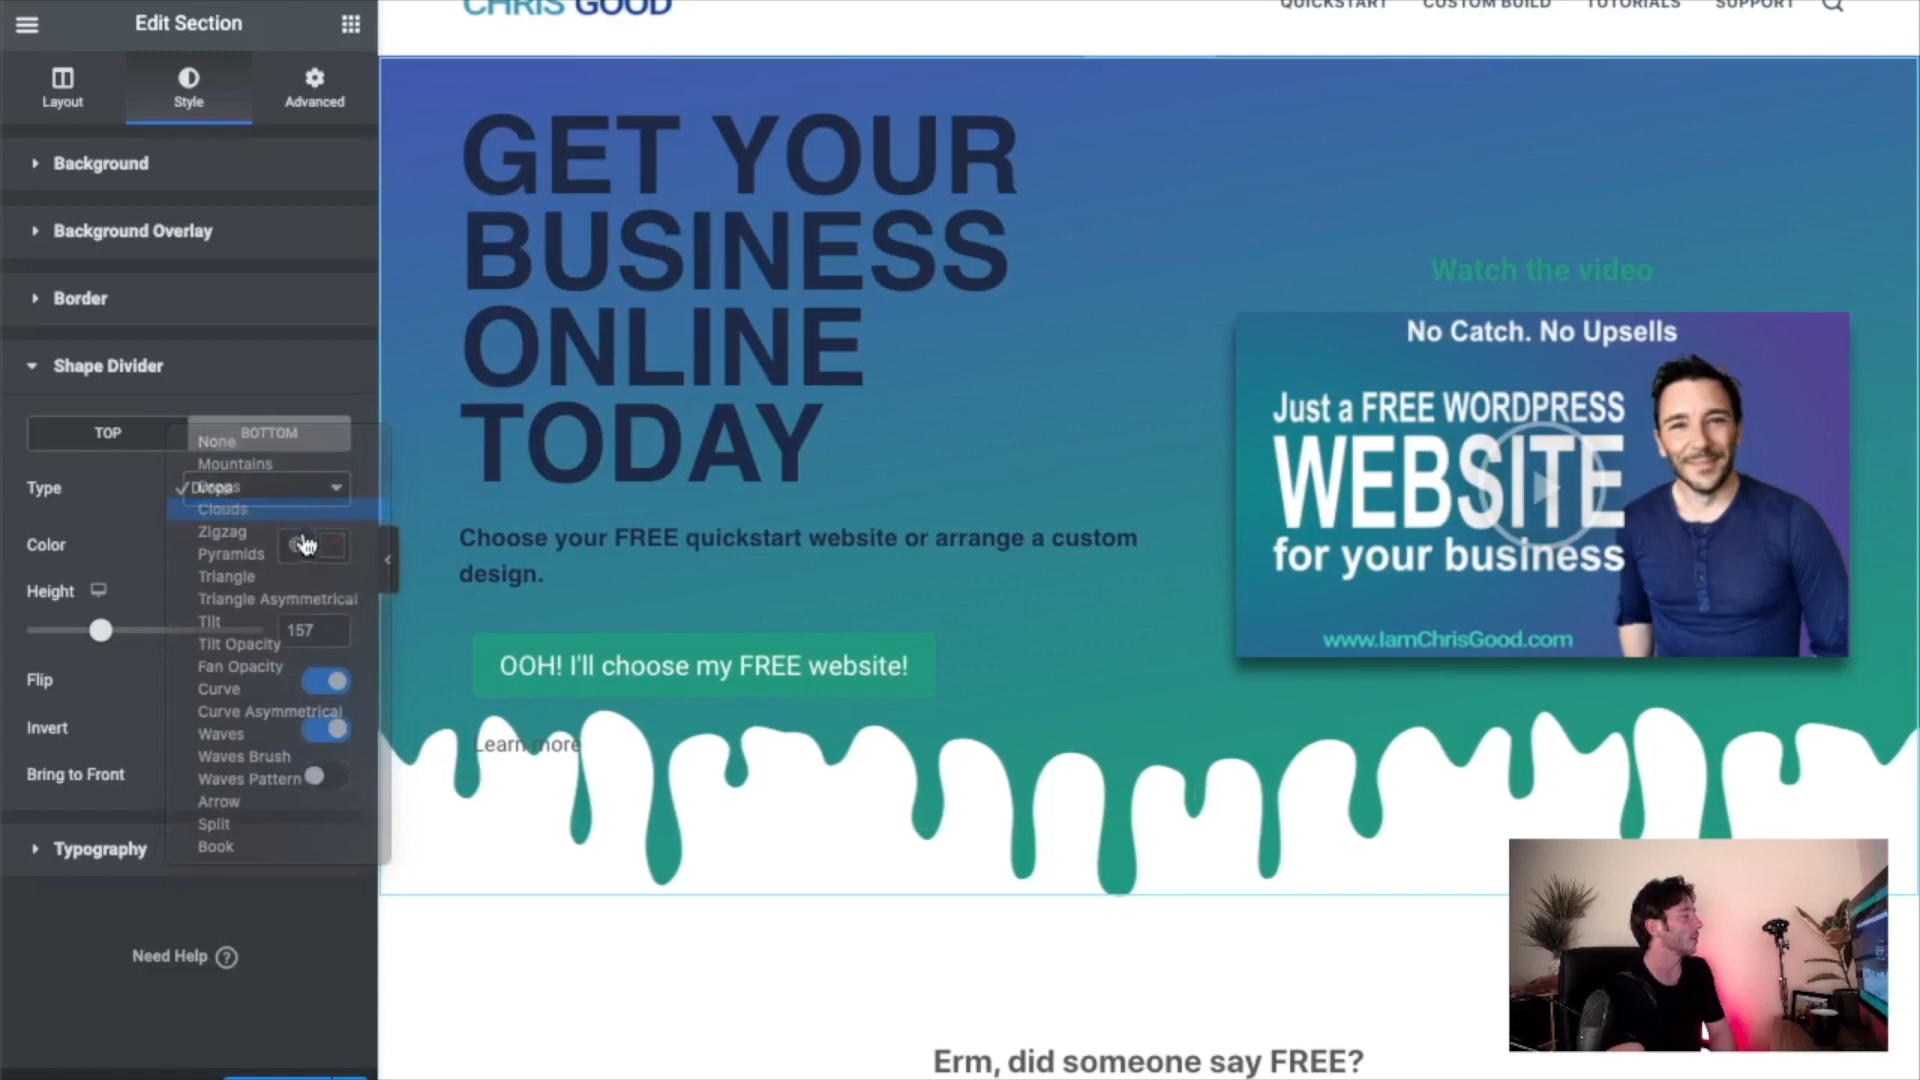 Edit Section
Layout
Style
Advanced
Background
Background Overlay
Border
Shape Divider
TOP
BOTTOM
Type
Color
Height
157
Flip
Invert
Bring to Front
Typography
Need Help ?
None
Mountains
Drops
Clouds
Zigzag
Pyramids
Triangle
Triangle Asymmetrical
Tilt
Tilt Opacity
Fan Opacity
Curve
Curve Asymmetrical
Waves
Waves Brush
Waves Pattern
Arrow
Split
Book
CHRIS GOOD
QUICKSTART
CUSTOM BUILD
TUTORIALS
SUPPORT
GET YOUR
BUSINESS
ONLINE
TODAY
Choose your FREE quickstart website or arrange a custom
design.
OOH! I'll choose my FREE website!
Learn more
Watch the video
No Catch. No Upsells
Just a FREE WORDPRESS
WEBSITE
for your business
www.IamChrisGood.com
Erm, did someone say FREE?